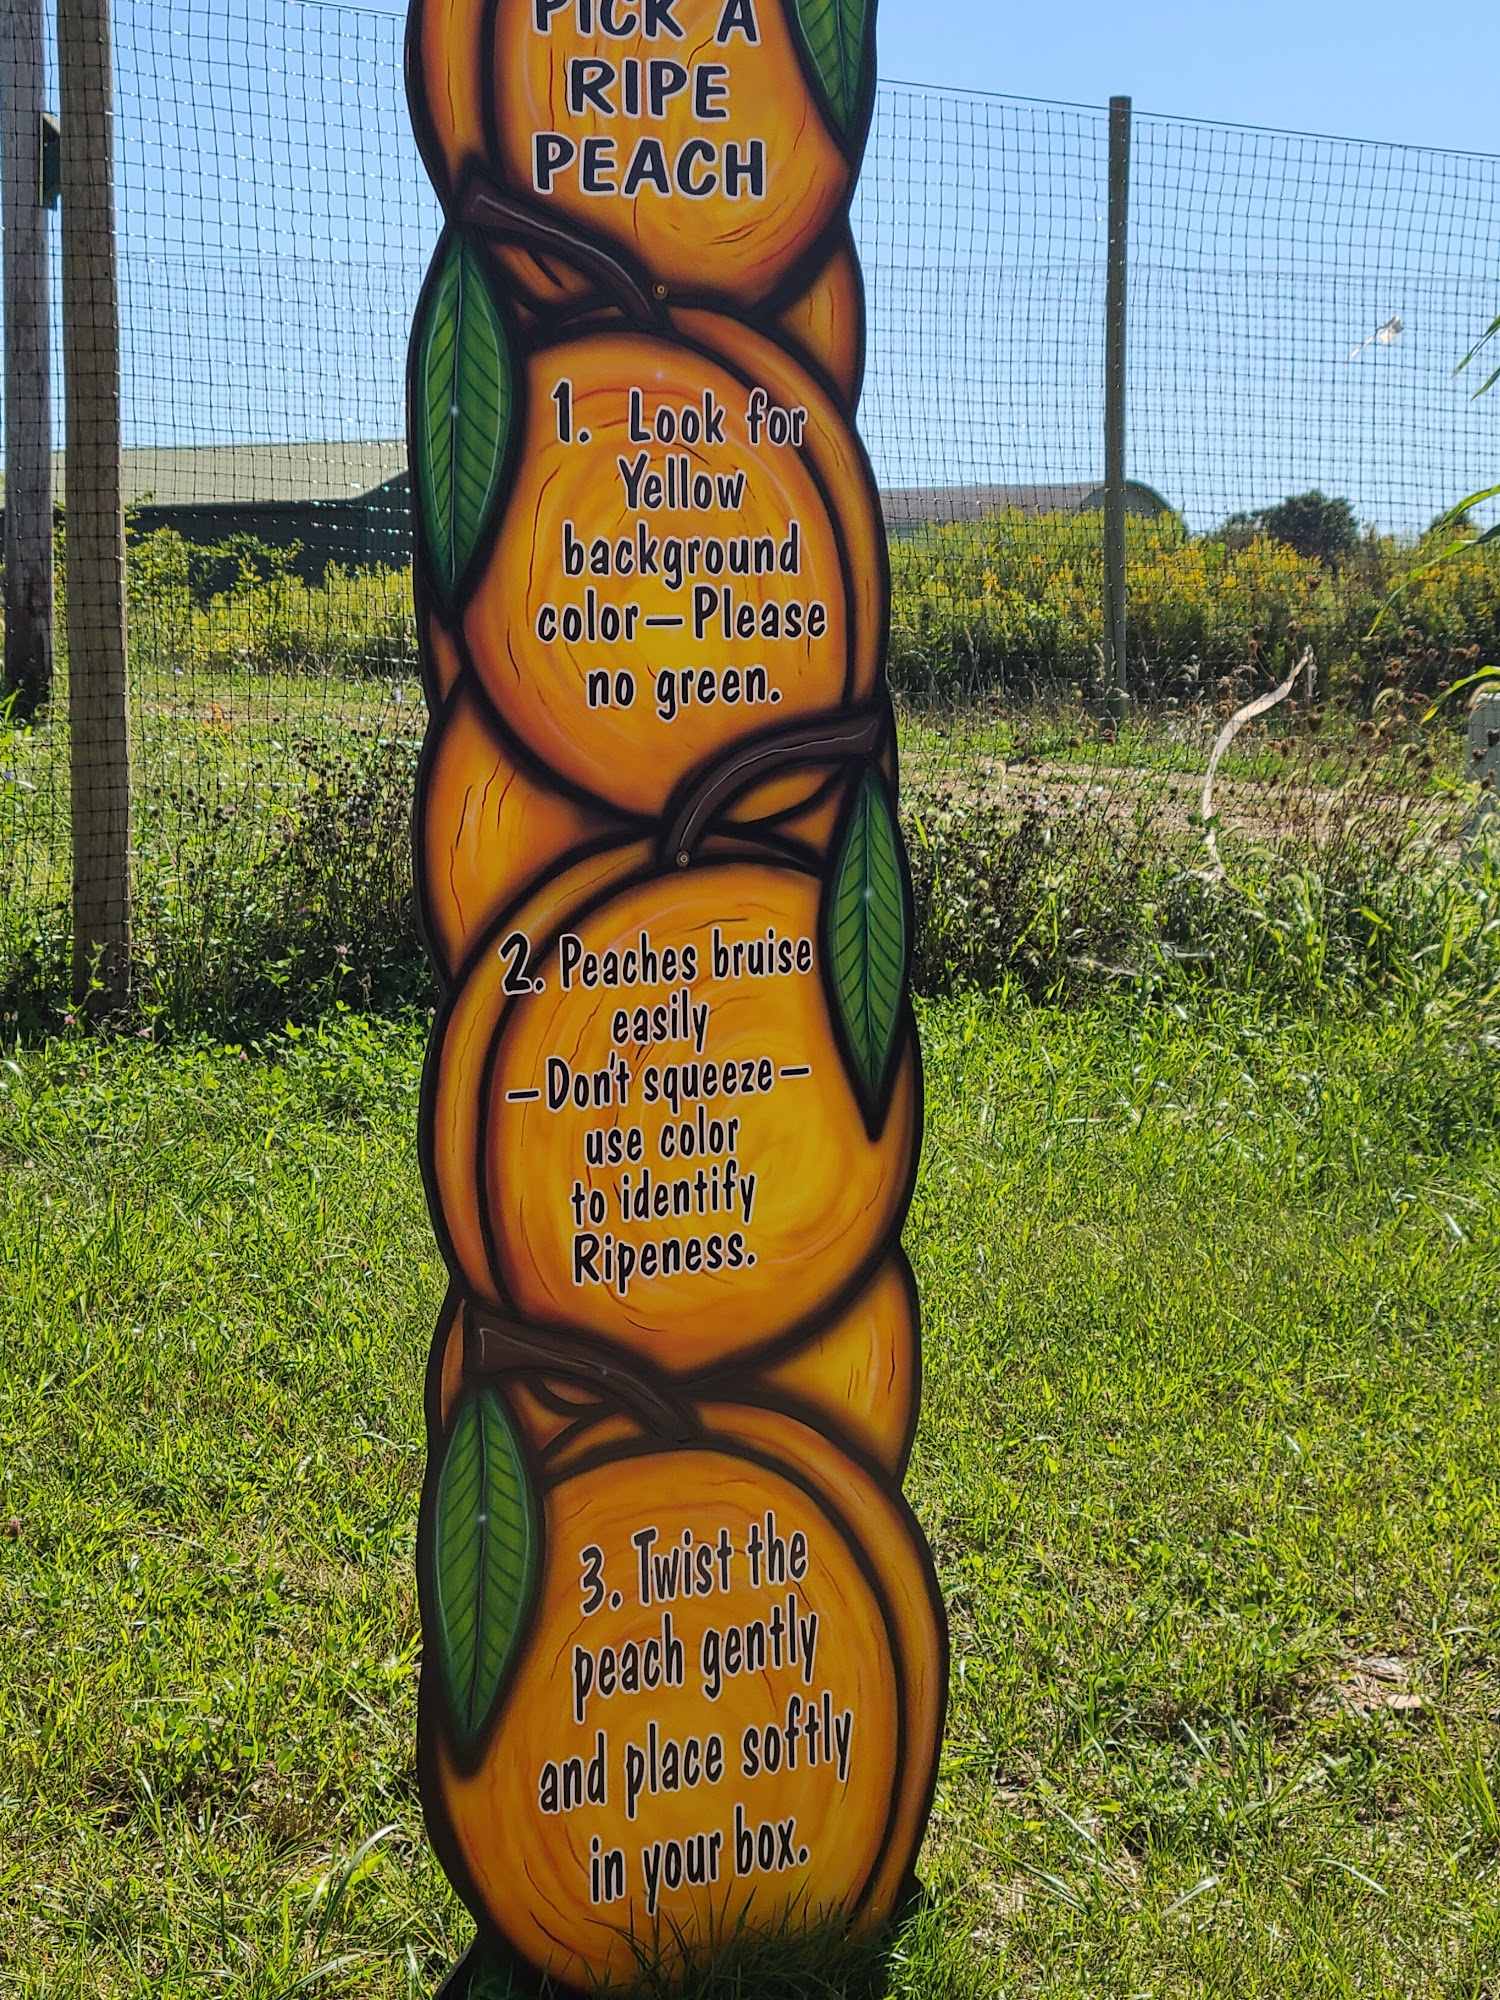 PICK A
RIPE
PEACH
1. Look for
Yellow
background
color—Please
no green.
2. Peaches bruise
easily
—Don't squeeze—
use color
to identify
Ripeness.
3. Twist the
peach gently
and place softly
in your box.